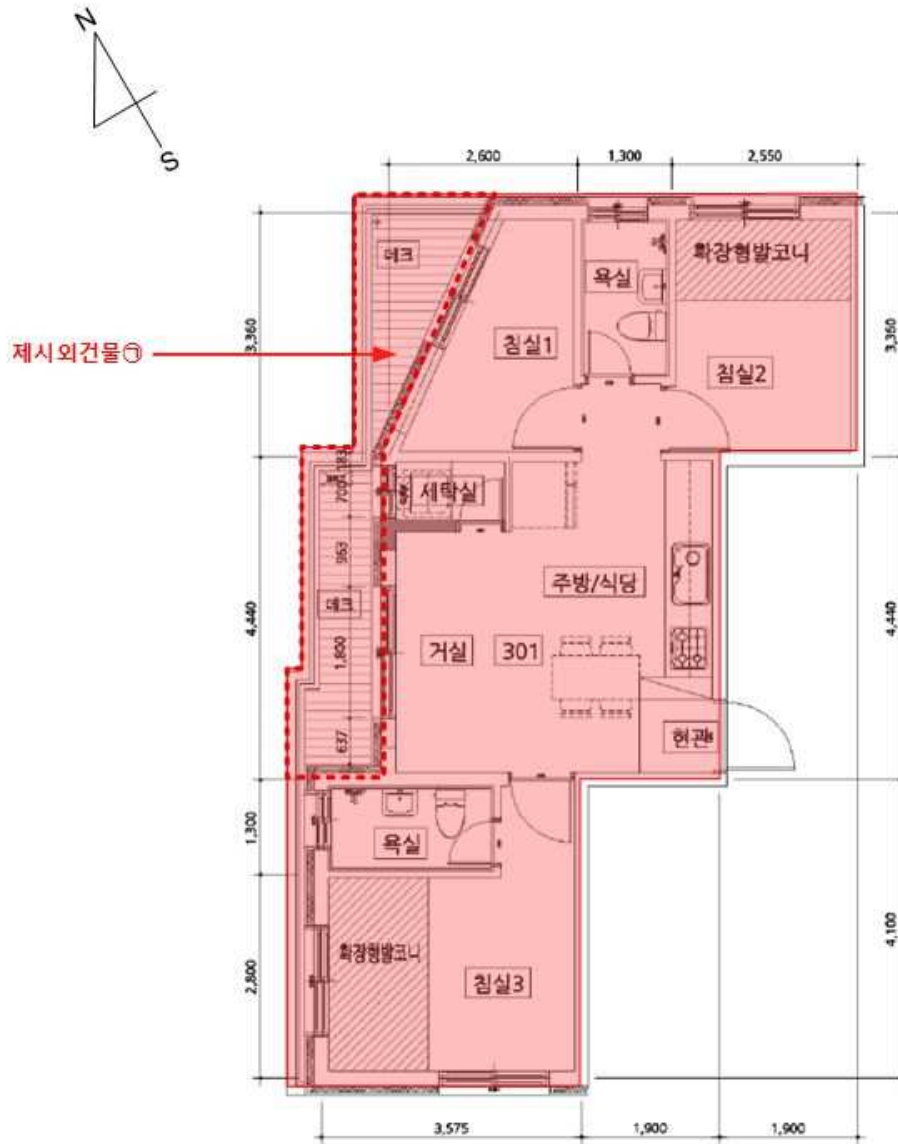 N
S
2,600
1,300
2,550
데크
확장형발코니
욕실
침실1
침실2
제시외건물㉠
3,360
3,360
183
700
세탁실
963
주방/식당
데크
4,440
4,440
1,800
거실
301
637
현관
욕실
1,300
확장형발코니
침실3
2,800
4,100
3,575
1,900
1,900